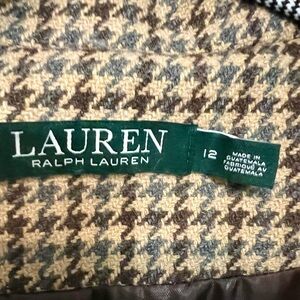 LAUREN
RALPH LAUREN
12
MADE IN
GUATEMALA
FABRIQUÉ AU
GUATEMALA